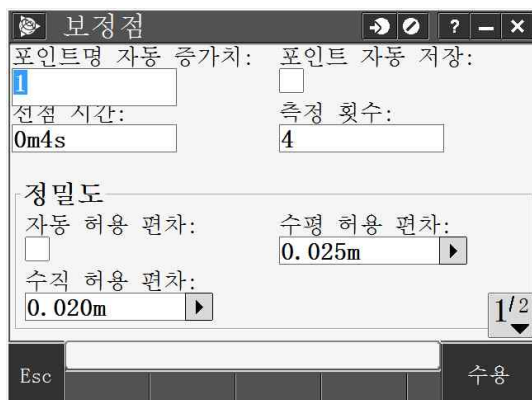 보정점
? – ×
포인트명 자동 증가치: 포인트 자동 저장:
1
선점 시간: 측정 횟수:
0m4s 4
정밀도
자동 허용 편차: 수평 허용 편차:
0.025m
수직 허용 편차:
0.020m
1/2
Esc 수용